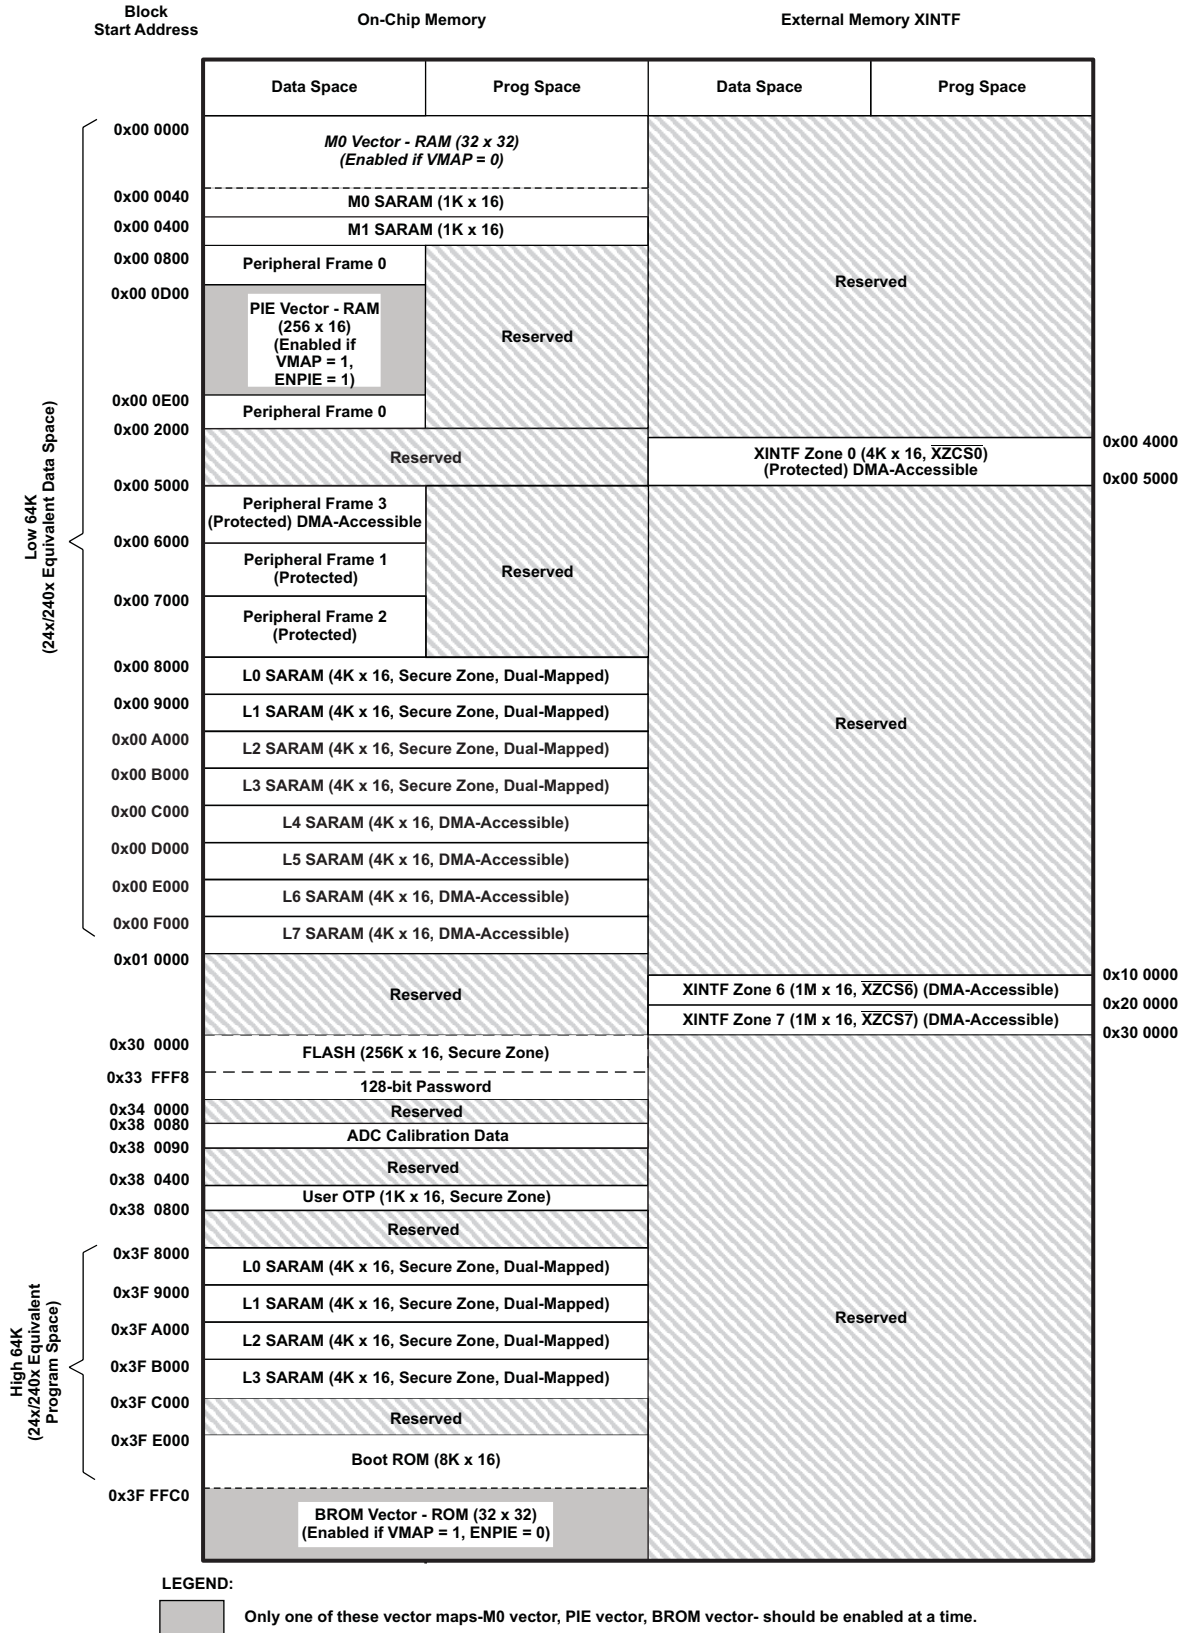 Block
Start Address
On-Chip Memory
External Memory XINTF
Data Space
Prog Space
Data Space
Prog Space
0x00 0000
M0 Vector - RAM (32 x 32)
(Enabled if VMAP = 0)
0x00 0040
M0 SARAM (1K x 16)
0x00 0400
M1 SARAM (1K x 16)
0x00 0800
Peripheral Frame 0
Reserved
0x00 0D00
PIE Vector - RAM
(256 x 16)
(Enabled if
VMAP = 1,
ENPIE = 1)
Reserved
0x00 0E00
Peripheral Frame 0
0x00 2000
Reserved
XINTF Zone 0 (4K x 16, XZCS0)
(Protected) DMA-Accessible
0x00 4000
0x00 5000
Low 64K
(24x/240x Equivalent Data Space)
0x00 5000
Peripheral Frame 3
(Protected) DMA-Accessible
0x00 6000
Peripheral Frame 1
(Protected)
Reserved
0x00 7000
Peripheral Frame 2
(Protected)
0x00 8000
L0 SARAM (4K x 16, Secure Zone, Dual-Mapped)
0x00 9000
L1 SARAM (4K x 16, Secure Zone, Dual-Mapped)
Reserved
0x00 A000
L2 SARAM (4K x 16, Secure Zone, Dual-Mapped)
0x00 B000
L3 SARAM (4K x 16, Secure Zone, Dual-Mapped)
0x00 C000
L4 SARAM (4K x 16, DMA-Accessible)
0x00 D000
L5 SARAM (4K x 16, DMA-Accessible)
0x00 E000
L6 SARAM (4K x 16, DMA-Accessible)
0x00 F000
L7 SARAM (4K x 16, DMA-Accessible)
0x01 0000
Reserved
0x10 0000
XINTF Zone 6 (1M x 16, XZCS6) (DMA-Accessible)
0x20 0000
XINTF Zone 7 (1M x 16, XZCS7) (DMA-Accessible)
0x30 0000
0x30 0000
FLASH (256K x 16, Secure Zone)
0x33 FFF8
128-bit Password
0x34 0000
Reserved
0x38 0080
ADC Calibration Data
0x38 0090
Reserved
0x38 0400
User OTP (1K x 16, Secure Zone)
0x38 0800
Reserved
0x3F 8000
L0 SARAM (4K x 16, Secure Zone, Dual-Mapped)
0x3F 9000
L1 SARAM (4K x 16, Secure Zone, Dual-Mapped)
Reserved
0x3F A000
L2 SARAM (4K x 16, Secure Zone, Dual-Mapped)
0x3F B000
L3 SARAM (4K x 16, Secure Zone, Dual-Mapped)
High 64K
(24x/240x Equivalent
Program Space)
0x3F C000
Reserved
0x3F E000
Boot ROM (8K x 16)
0x3F FFC0
BROM Vector - ROM (32 x 32)
(Enabled if VMAP = 1, ENPIE = 0)
LEGEND:
Only one of these vector maps-M0 vector, PIE vector, BROM vector- should be enabled at a time.